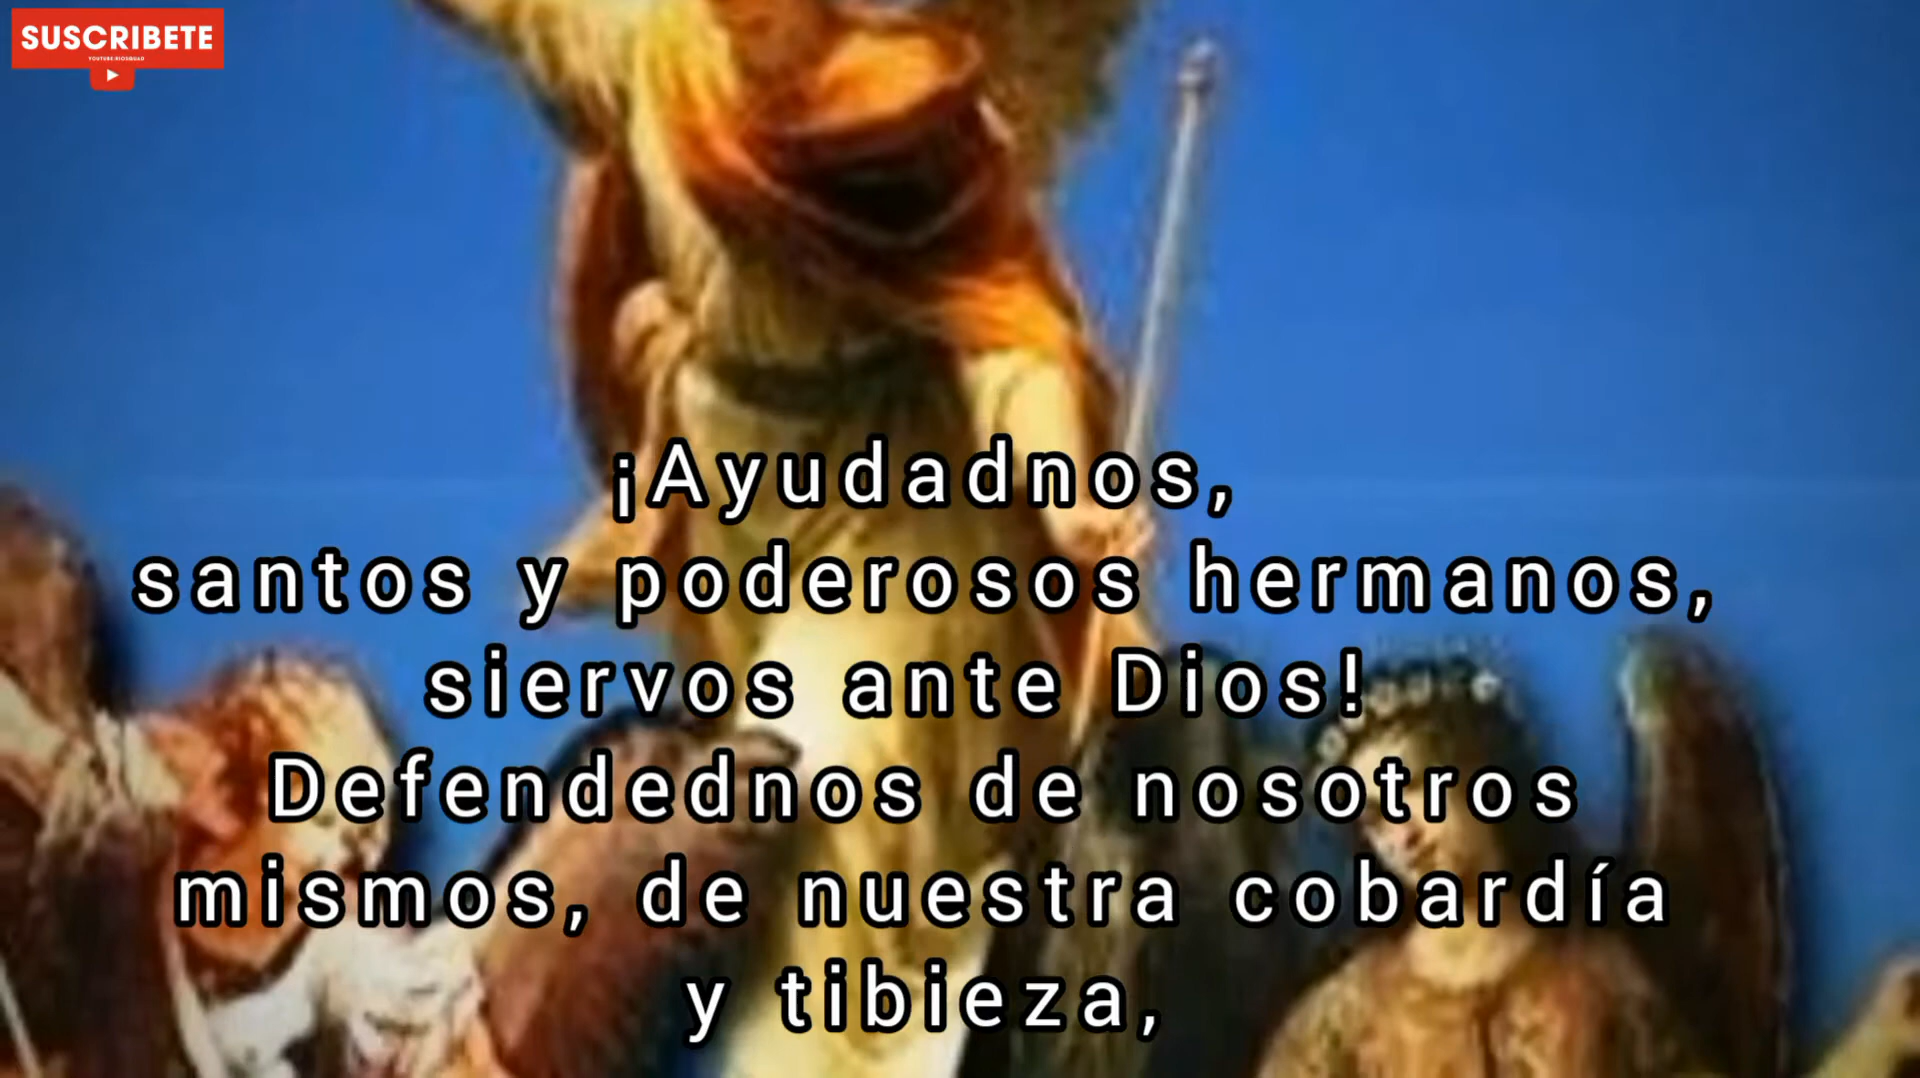 SUSCRIBETE
¡Ayudadnos,
santos y poderosos hermanos,
siervos ante Dios!
Defendednos de nosotros
mismos, de nuestra cobardía
y tibieza,